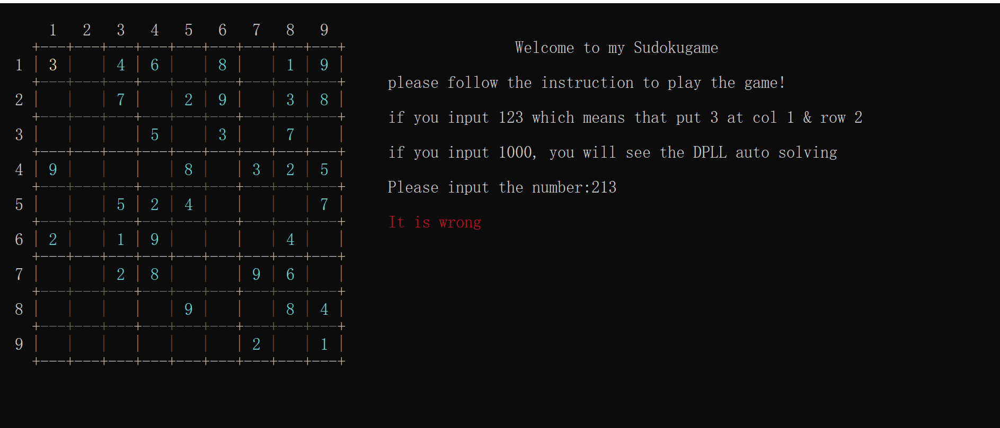 1 2 3 4 5 6 7 8 9
Welcome to my Sudokugame
1 3 4 6 8 1 9
please follow the instruction to play the game!
2 7 2 9 3 8
if you input 123 which means that put 3 at col 1 & row 2
3 5 3 7
if you input 1000, you will see the DPLL auto solving
4 9 8 3 2 5
Please input the number:213
5 5 2 4 7
It is wrong
6 2 1 9 4
7 2 8 9 6
8 9 8 4
9 2 1